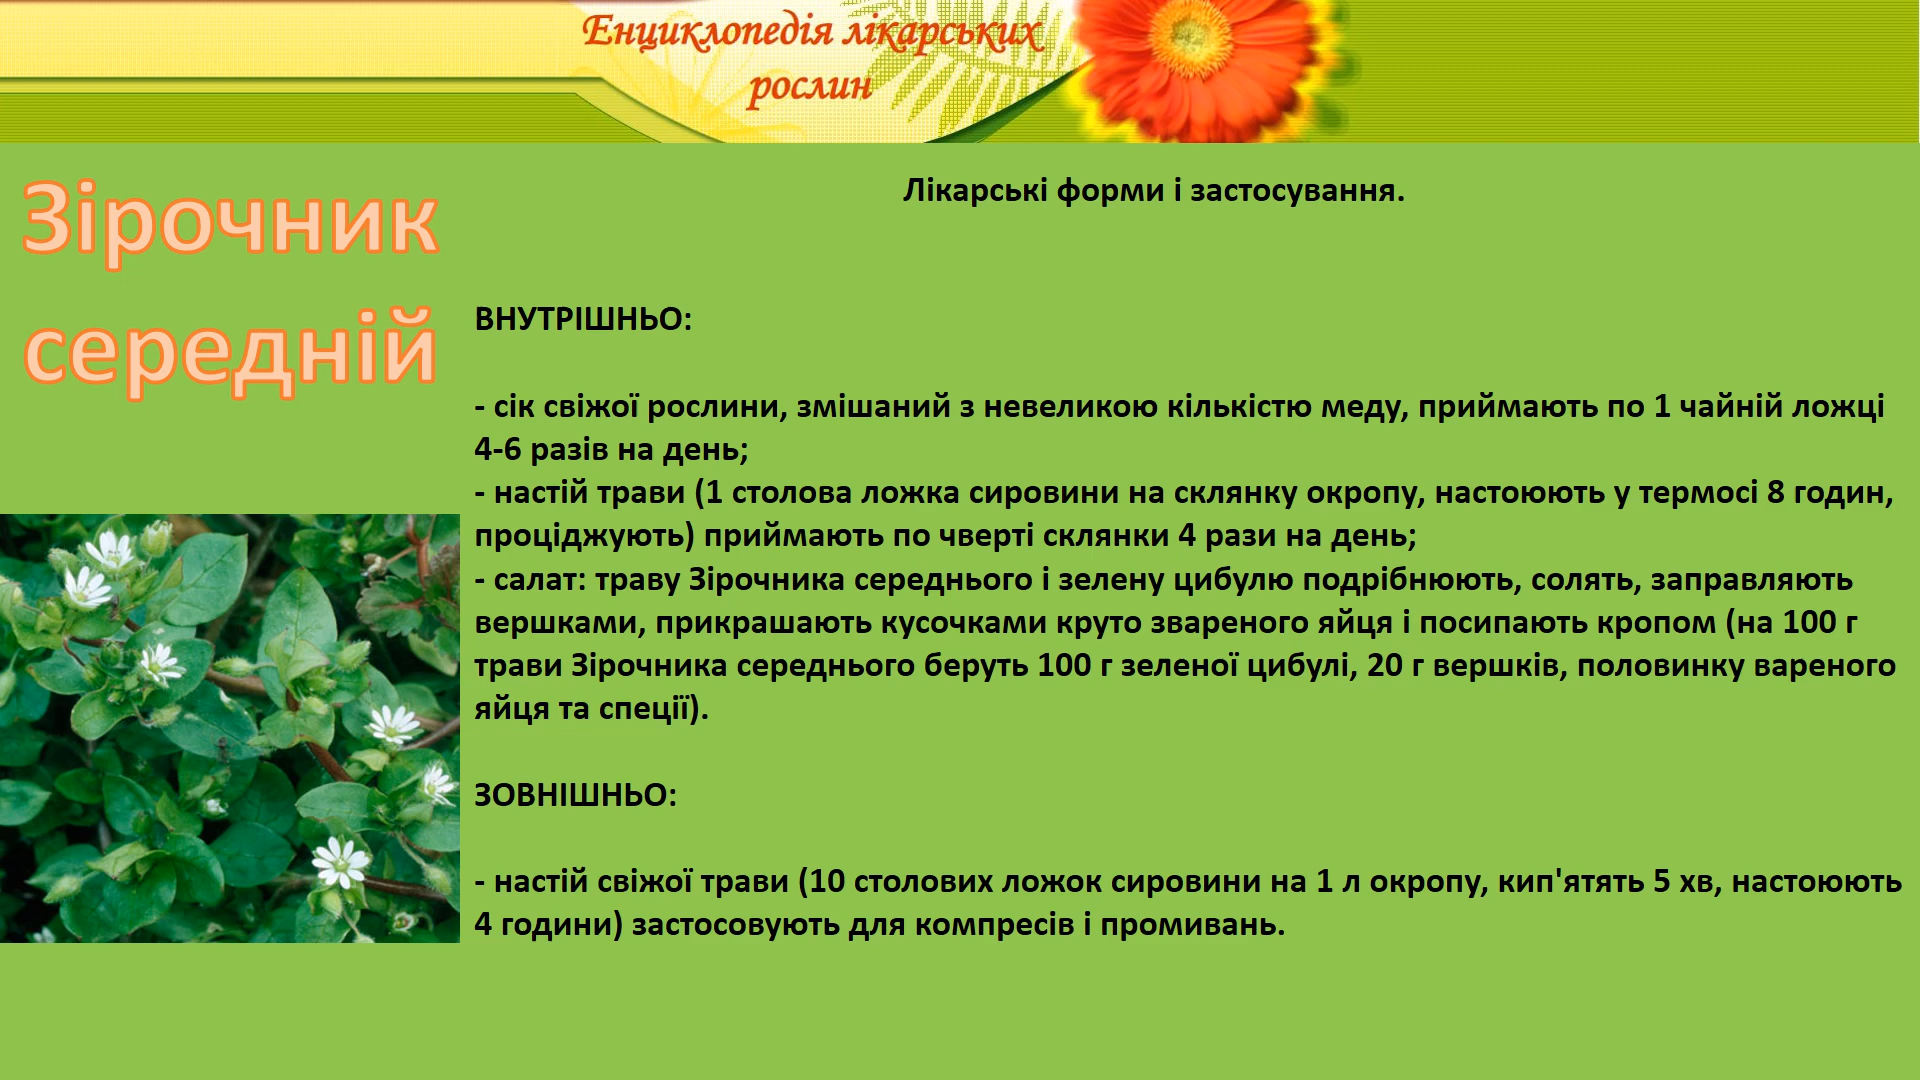 Енциклопедія лікарських
рослин
Зірочник
середній
Лікарські форми і застосування.
ВНУТРІШНЬО:
- сік свіжої рослини, змішаний з невеликою кількістю меду, приймають по 1 чайній ложці
4-6 разів на день;
- настій трави (1 столова ложка сировини на склянку окропу, настоюють у термосі 8 годин,
проціджують) приймають по чверті склянки 4 рази на день;
- салат: траву Зірочника середнього і зелену цибулю подрібнюють, солять, заправляють
вершками, прикрашають кусочками круто звареного яйця і посипають кропом (на 100 г
трави Зірочника середнього беруть 100 г зеленої цибулі, 20 г вершків, половинку вареного
яйця та спеції).
ЗОВНІШНЬО:
- настій свіжої трави (10 столових ложок сировини на 1 л окропу, кип'ятять 5 хв, настоюють
4 години) застосовують для компресів і промивань.